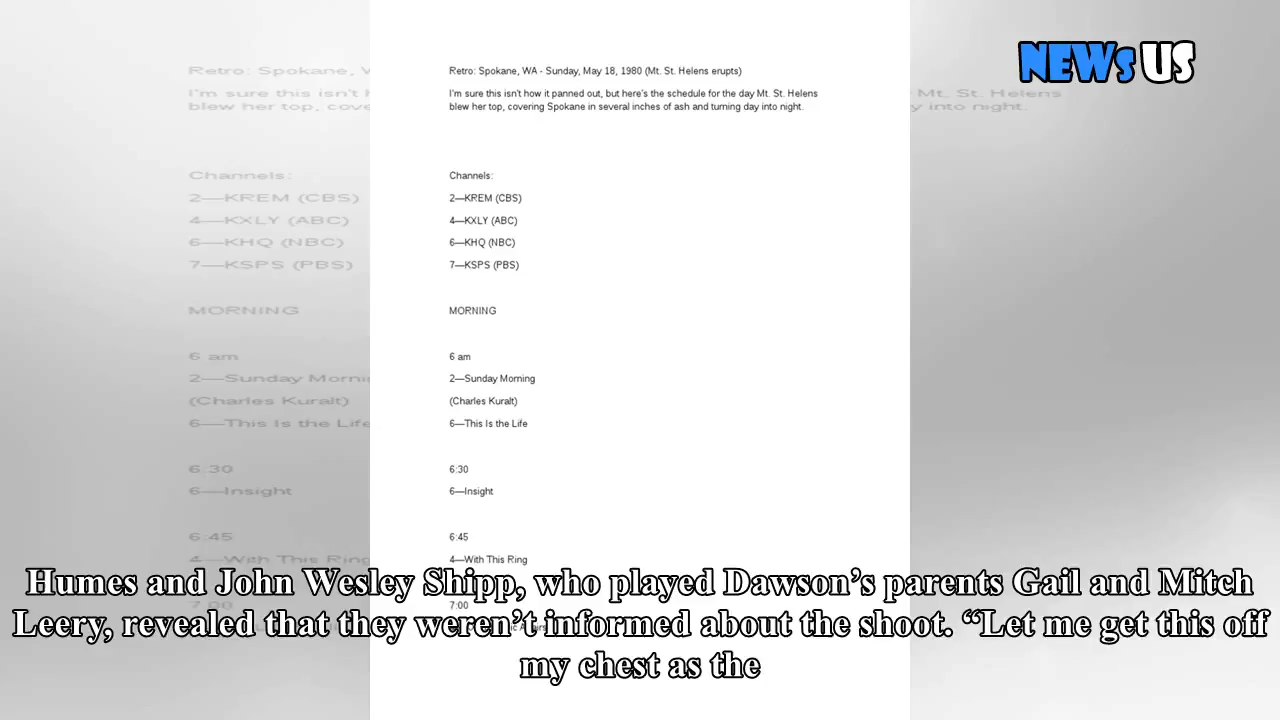 NEWs US
Retro: Spokane, WA - Sunday, May 18, 1980 (Mt. St. Helens erupts)
I'm sure this isn't how it panned out, but here's the schedule for the day Mt. St. Helens
blew her top, covering Spokane in several inches of ash and turning day into night.
Channels:
2—KREM (CBS)
4—KXLY (ABC)
6—KHQ (NBC)
7—KSPS (PBS)
MORNING
6 am
2—Sunday Morning
(Charles Kuralt)
6—This Is the Life
6:30
6—Insight
6:45
4—With This Ring
7:00
Humes and John Wesley Shipp, who played Dawson’s parents Gail and Mitch
Leery, revealed that they weren’t informed about the shoot. “Let me get this off
my chest as the